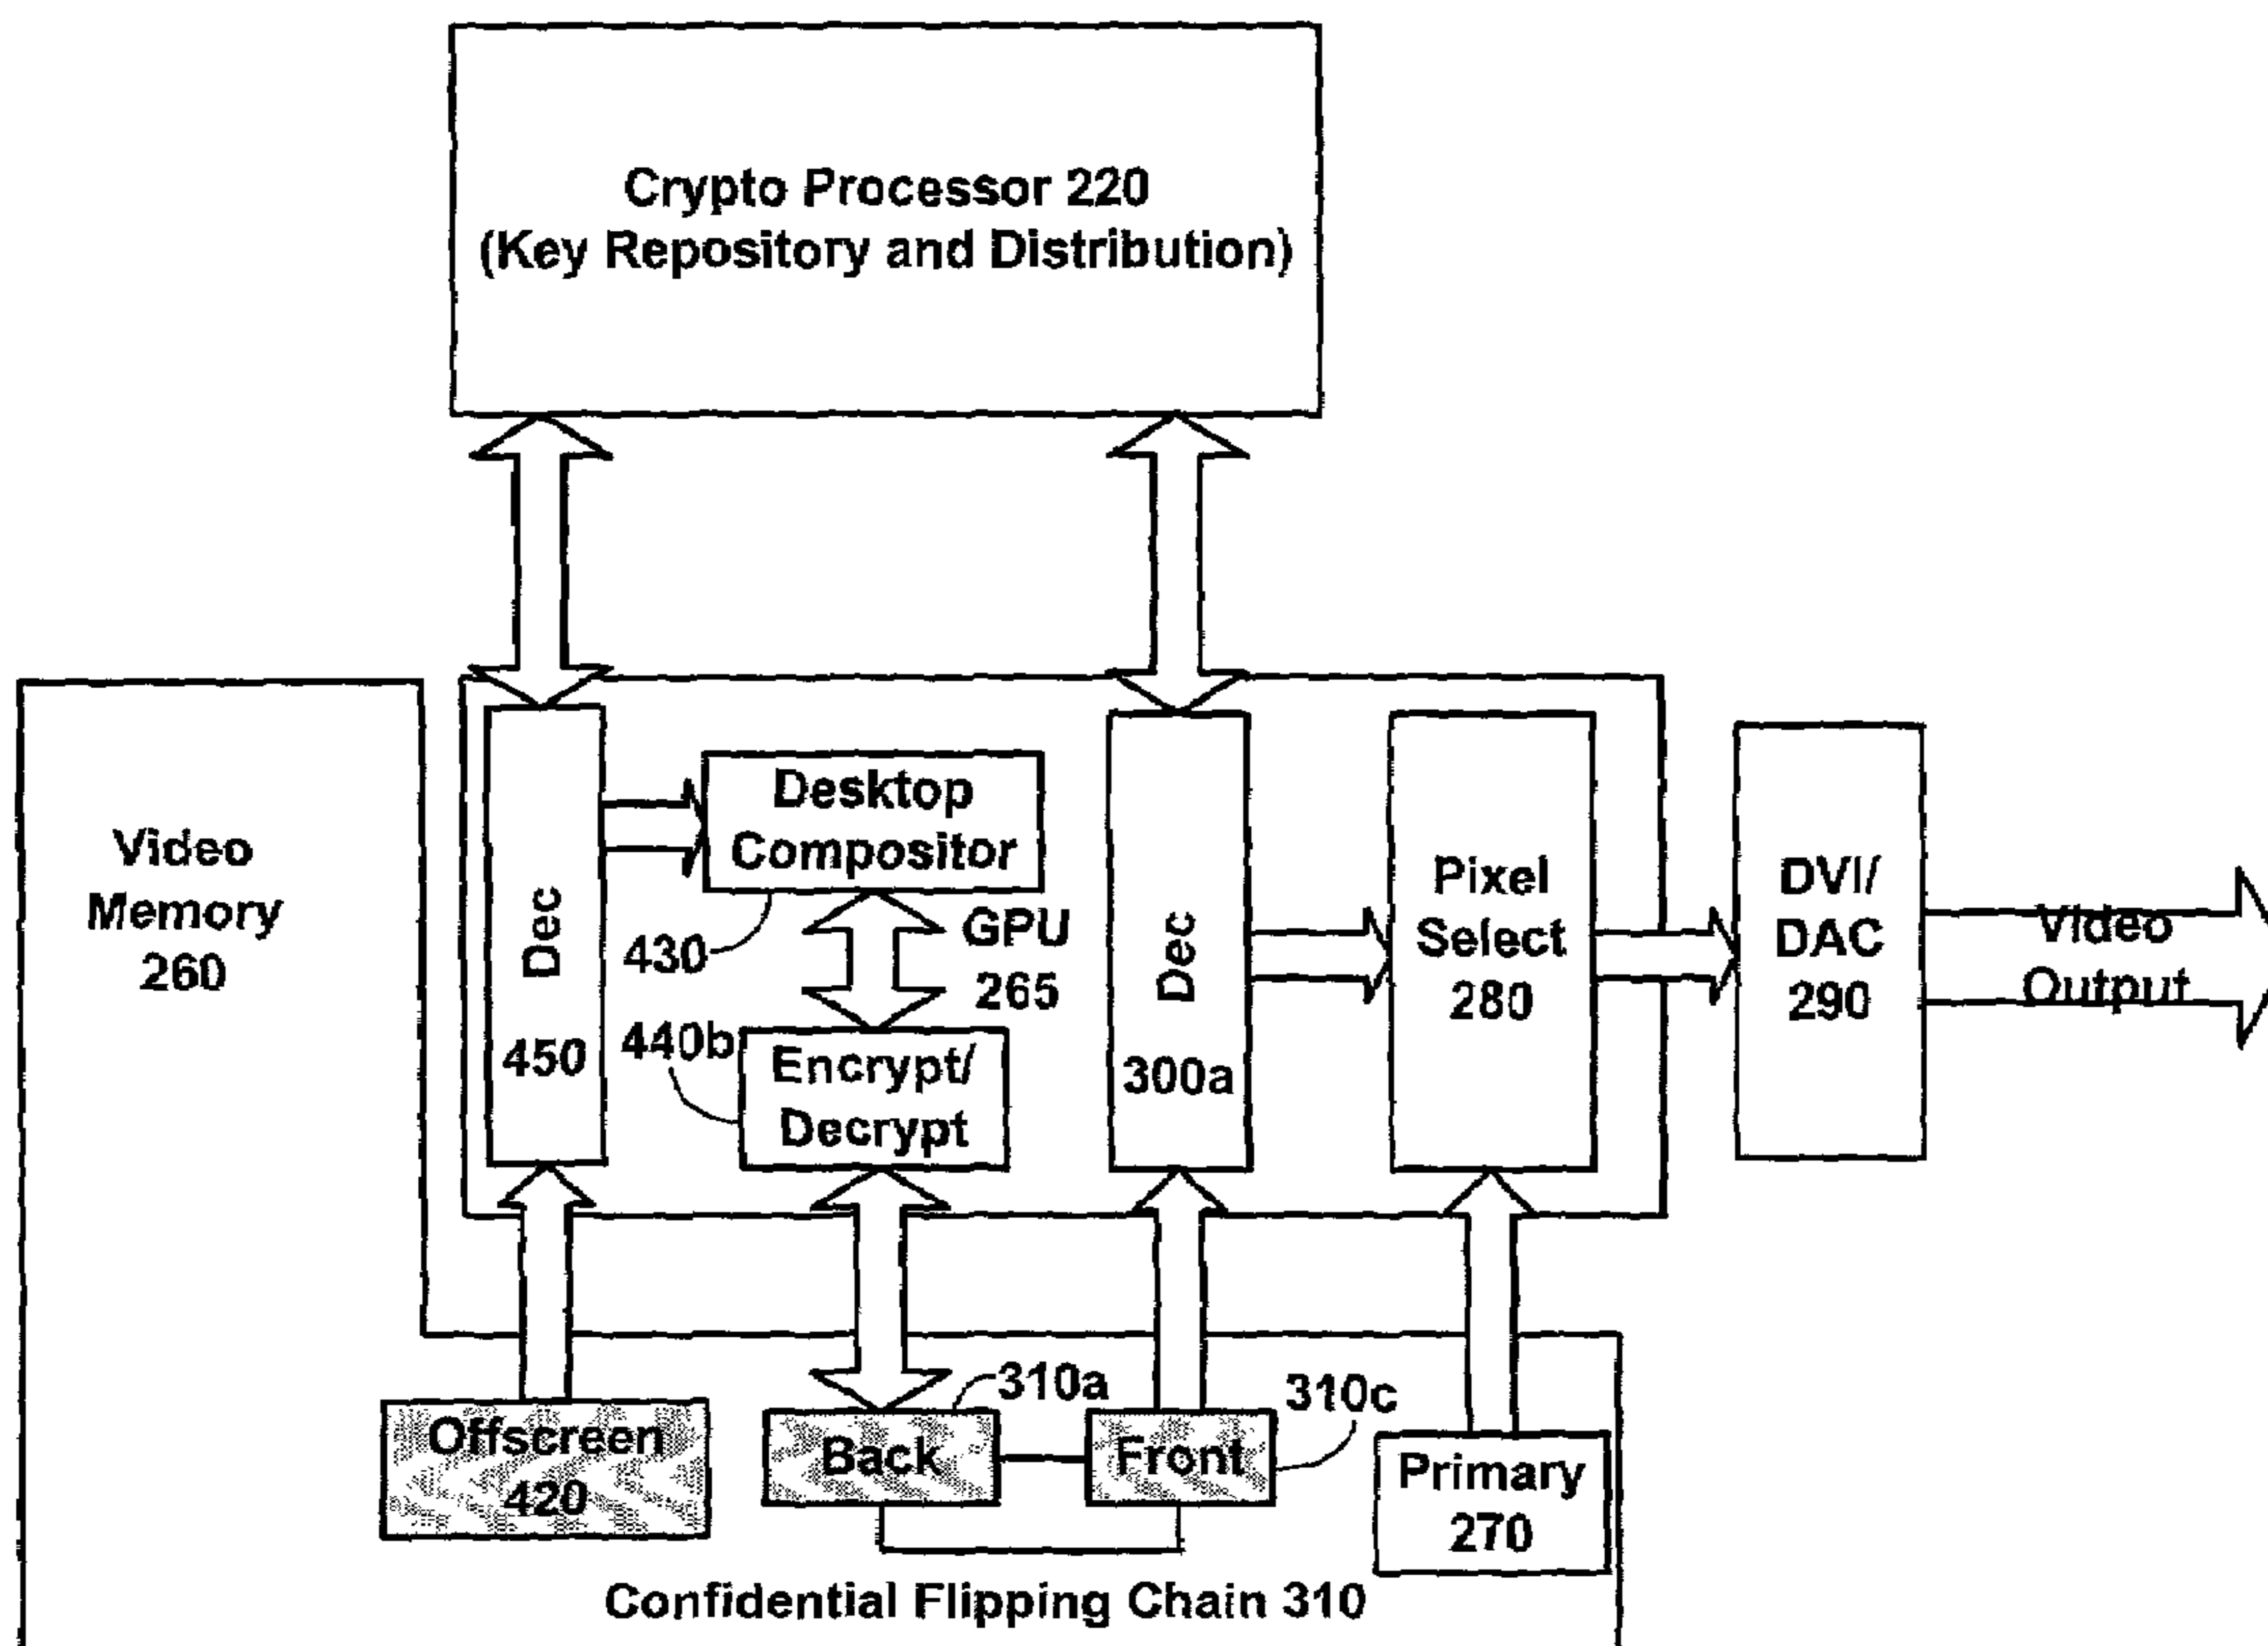 Crypto Processor 220
(Key Repository and Distribution)
Video
Memory
260
Dec
450
Desktop
Compositor
430
GPU
265
440b
Encrypt/
Decrypt
Dec
300a
Pixel
Select
280
DVI/
DAC
290
Video
Output
Offscreen
420
Back
310a
Front
310c
Primary
270
Confidential Flipping Chain 310